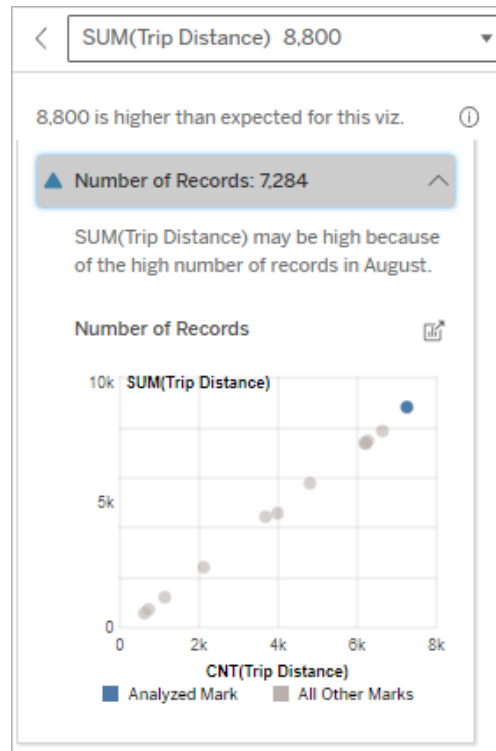 SUM(Trip Distance) 8,800
8,800 is higher than expected for this viz.
Number of Records: 7,284
SUM(Trip Distance) may be high because
of the high number of records in August.
Number of Records
10k
SUM(Trip Distance)
5k
0
0 2k 4k 6k 8k
CNT(Trip Distance)
Analyzed Mark All Other Marks